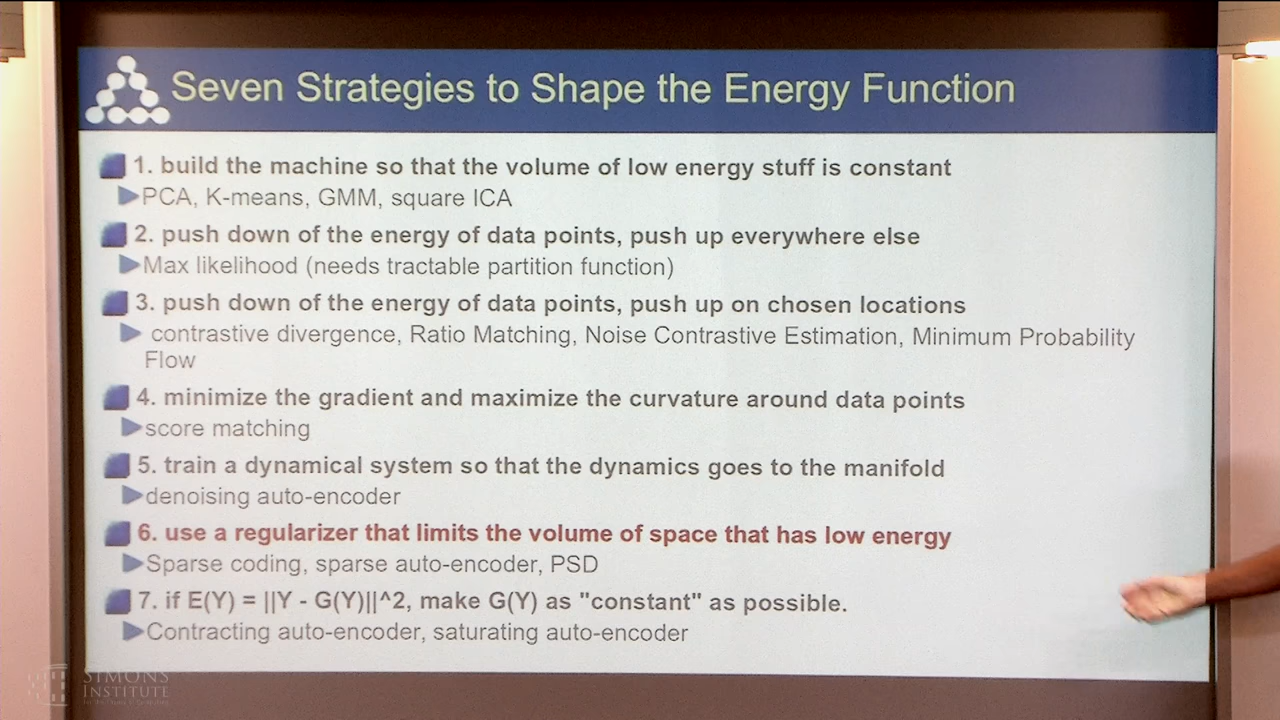 Seven Strategies to Shape the Energy Function
1. build the machine so that the volume of low energy stuff is constant
PCA, K-means, GMM, square ICA
2. push down of the energy of data points, push up everywhere else
Max likelihood (needs tractable partition function)
3. push down of the energy of data points, push up on chosen locations
contrastive divergence, Ratio Matching, Noise Contrastive Estimation, Minimum Probability
Flow
4. minimize the gradient and maximize the curvature around data points
score matching
5. train a dynamical system so that the dynamics goes to the manifold
denoising auto-encoder
6. use a regularizer that limits the volume of space that has low energy
Sparse coding, sparse auto-encoder, PSD
7. if E(Y) = ||Y - G(Y)||^2, make G(Y) as "constant" as possible.
Contracting auto-encoder, saturating auto-encoder
SIMONS
INSTITUTE